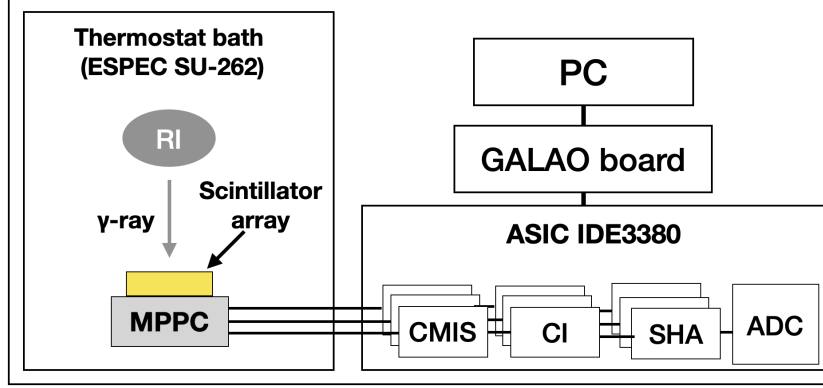 Thermostat bath
(ESPEC SU-262)
RI
γ-ray
Scintillator
array
MPPC
PC
GALAO board
ASIC IDE3380
CMIS
CI
SHA
ADC